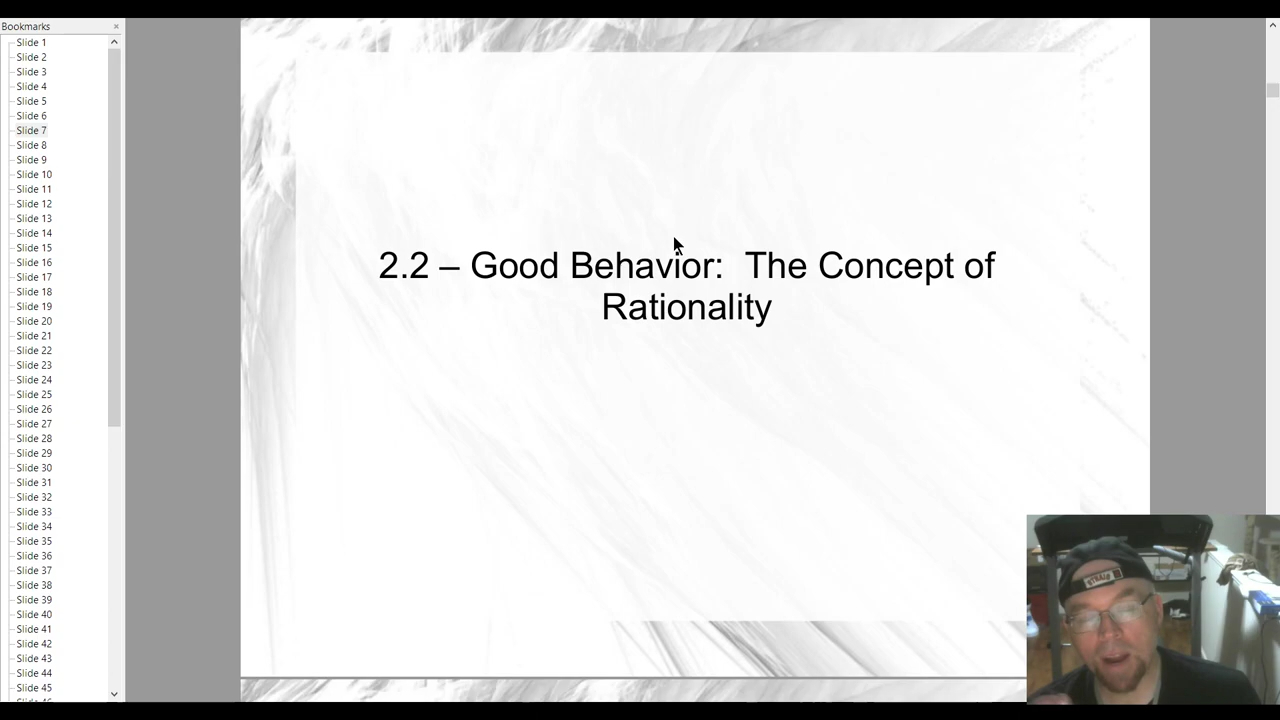 Bookmarks
Slide 1
Slide 2
Slide 3
Slide 4
Slide 5
Slide 6
Slide 7
Slide 8
Slide 9
Slide 10
Slide 11
Slide 12
Slide 13
Slide 14
Slide 15
Slide 16
Slide 17
Slide 18
Slide 19
Slide 20
Slide 21
Slide 22
Slide 23
Slide 24
Slide 25
Slide 26
Slide 27
Slide 28
Slide 29
Slide 30
Slide 31
Slide 32
Slide 33
Slide 34
Slide 35
Slide 36
Slide 37
Slide 38
Slide 39
Slide 40
Slide 41
Slide 42
Slide 43
Slide 44
Slide 45
2.2 – Good Behavior: The Concept of
Rationality